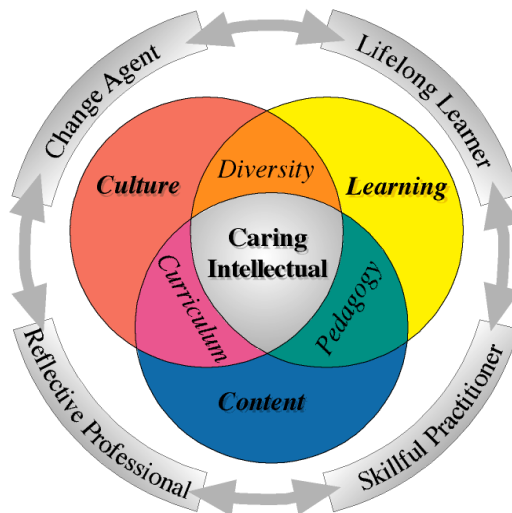 Change Agent
Lifelong Learner
Culture
Diversity
Learning
Caring
Intellectual
Curriculum
Pedagogy
Content
Reflective Professional
Skillful Practitioner